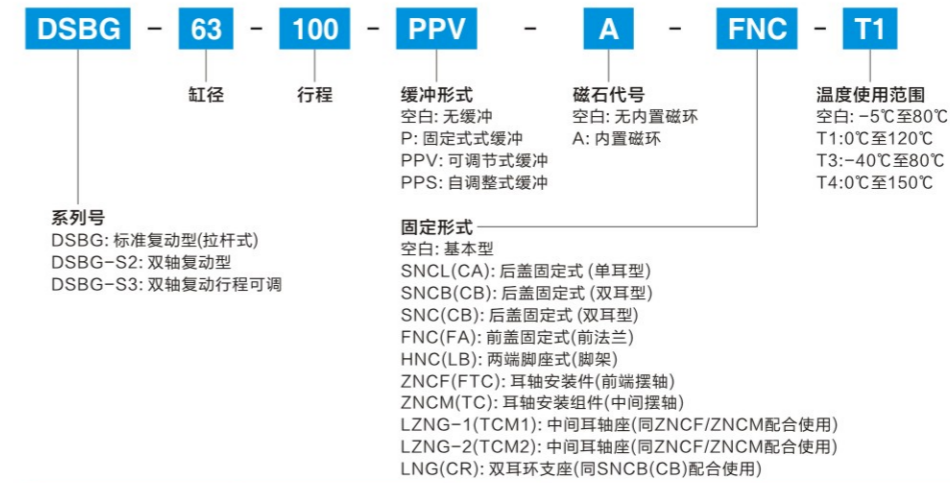 DSBG - 63 - 100 - PPV - A - FNC - T1
缸径
行程
缓冲形式
空白: 无缓冲
P: 固定式式缓冲
PPV: 可调节式缓冲
PPS: 自调整式缓冲
磁石代号
空白: 无内置磁环
A: 内置磁环
温度使用范围
空白: -5℃至80℃
T1:0℃至120℃
T3:-40℃至80℃
T4:0℃至150℃
系列号
DSBG: 标准复动型(拉杆式)
DSBG-S2: 双轴复动型
DSBG-S3: 双轴复动行程可调
固定形式
空白: 基本型
SNCL(CA): 后盖固定式 (单耳型)
SNCB(CB): 后盖固定式 (双耳型)
SNC(CB): 后盖固定式 (双耳型)
FNC(FA): 前盖固定式(前法兰)
HNC(LB): 两端脚座式(脚架)
ZNCF(FTC): 耳轴安装件(前端摆轴)
ZNCM(TC): 耳轴安装组件(中间摆轴)
LZNG-1(TCM1): 中间耳轴座(同ZNCF/ZNCM配合使用)
LZNG-2(TCM2): 中间耳轴座(同ZNCF/ZNCM配合使用)
LNG(CR): 双耳环支座(同SNCB(CB)配合使用)